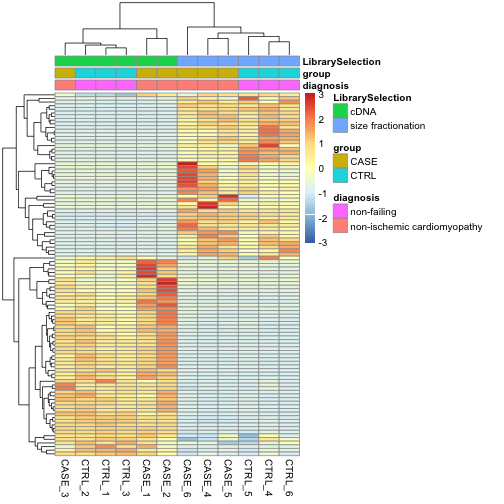 LibrarySelection
group
diagnosis
3
2
1
0
-1
-2
-3
LibrarySelection
cDNA
size fractionation
group
CASE
CTRL
diagnosis
non-failing
non-ischemic cardiomyopathy
CASE_3
CTRL_2
CTRL_1
CTRL_3
CASE_1
CASE_2
CASE_6
CASE_4
CASE_5
CTRL_5
CTRL_4
CTRL_6